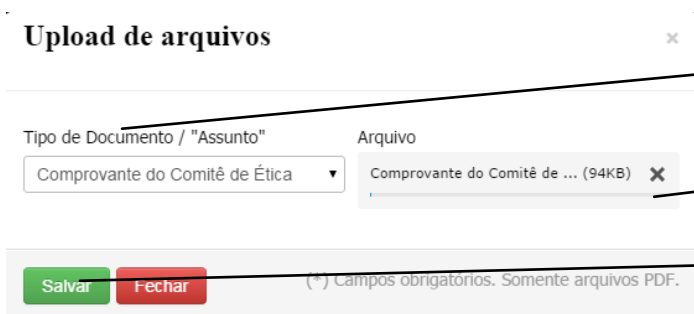 Upload de arquivos ×
Tipo de Documento / "Assunto" Arquivo
Comprovante do Comitê de Ética Comprovante do Comitê de ... (94KB)
Salvar Fechar (*) Campos obrigatórios. Somente arquivos PDF.